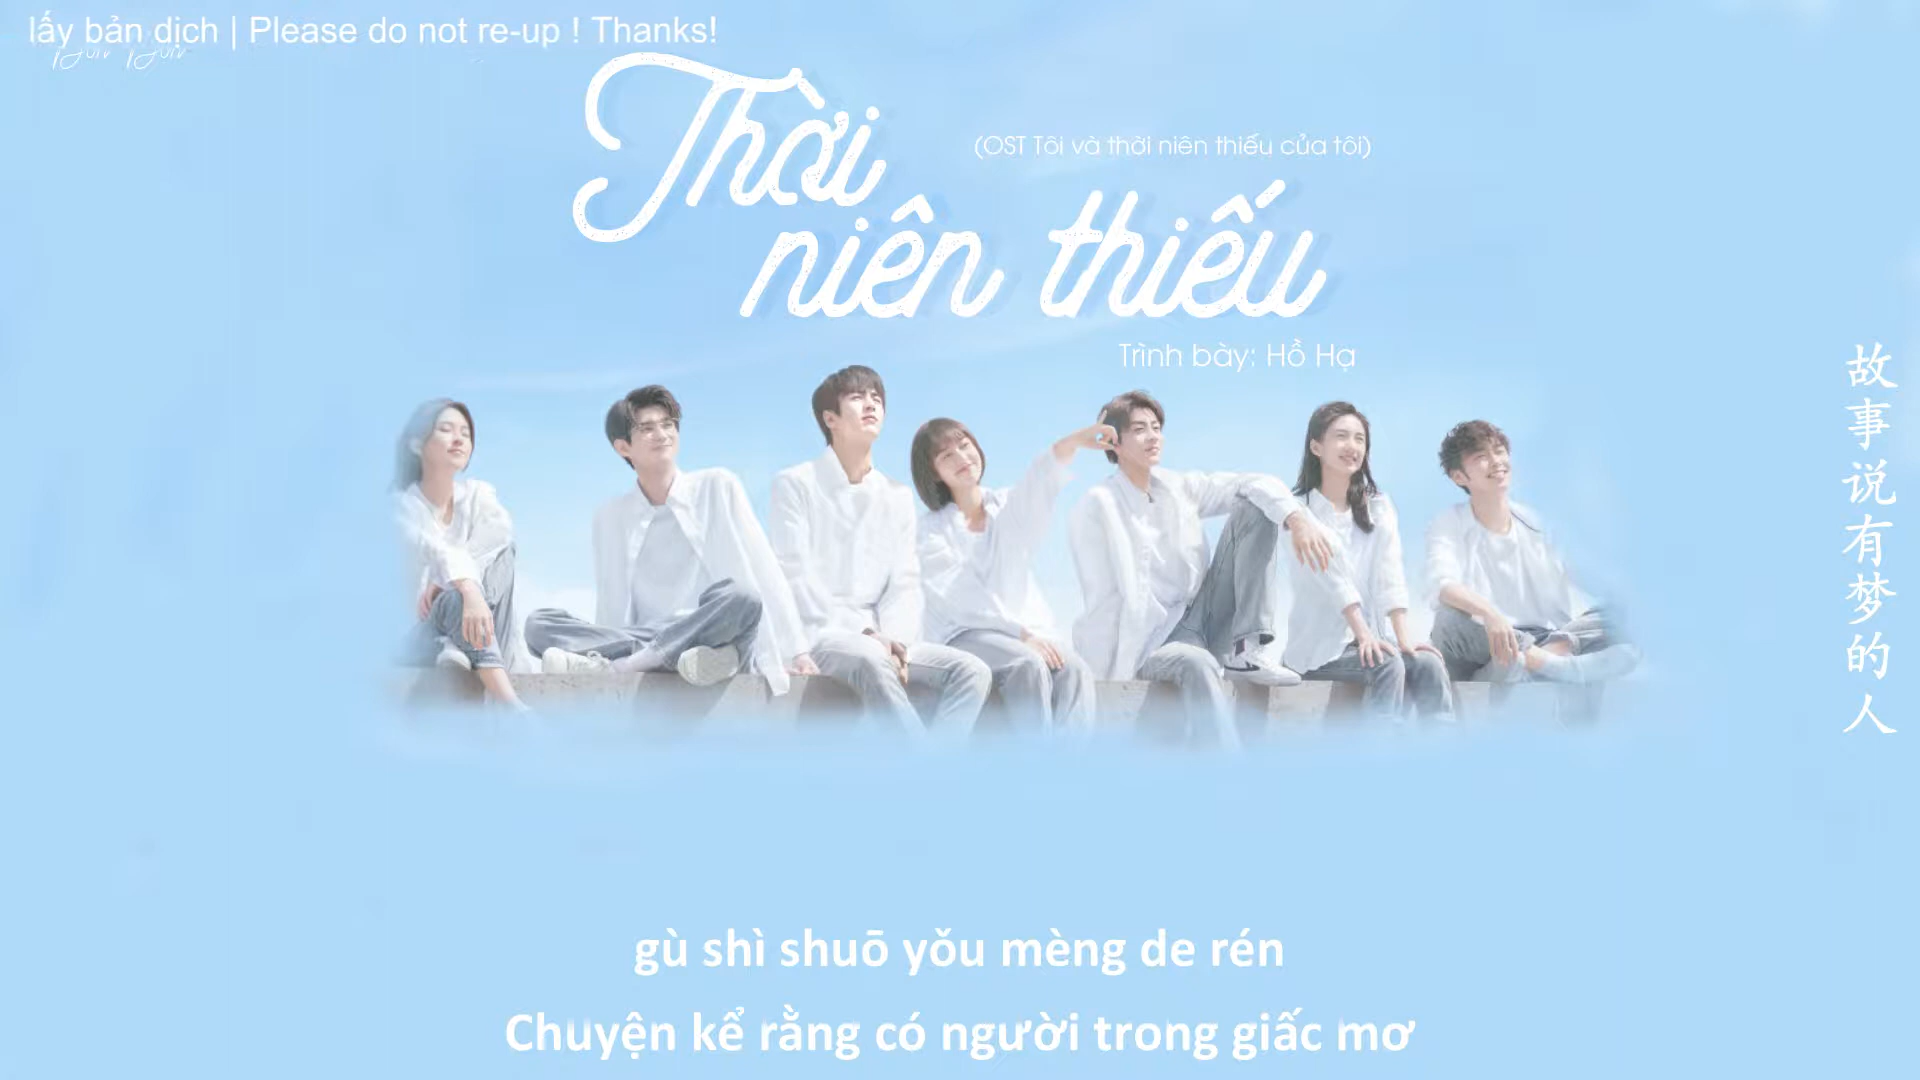 lấy bản dịch | Please do not re-up ! Thanks!
Thời
(OST Tôi và thời niên thiếu của tôi)
niên thiếu
Trình bày: Hồ Hạ
故事说有梦的人
gù shì shuō yǒu mèng de rén
Chuyện kể rằng có người trong giấc mơ